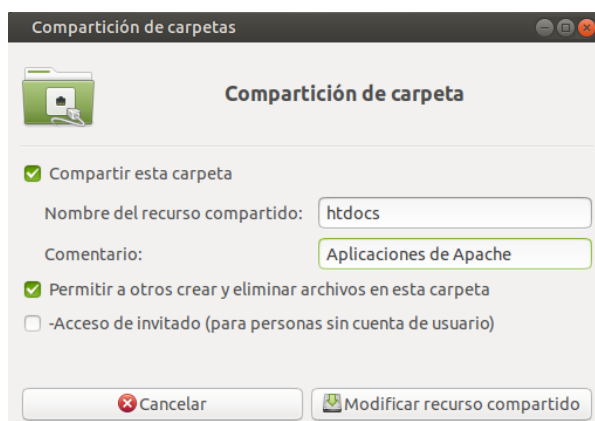 Compartición de carpetas
Compartición de carpeta
Compartir esta carpeta
Nombre del recurso compartido: htdocs
Comentario: Aplicaciones de Apache
Permitir a otros crear y eliminar archivos en esta carpeta
-Acceso de invitado (para personas sin cuenta de usuario)
Cancelar Modificar recurso compartido